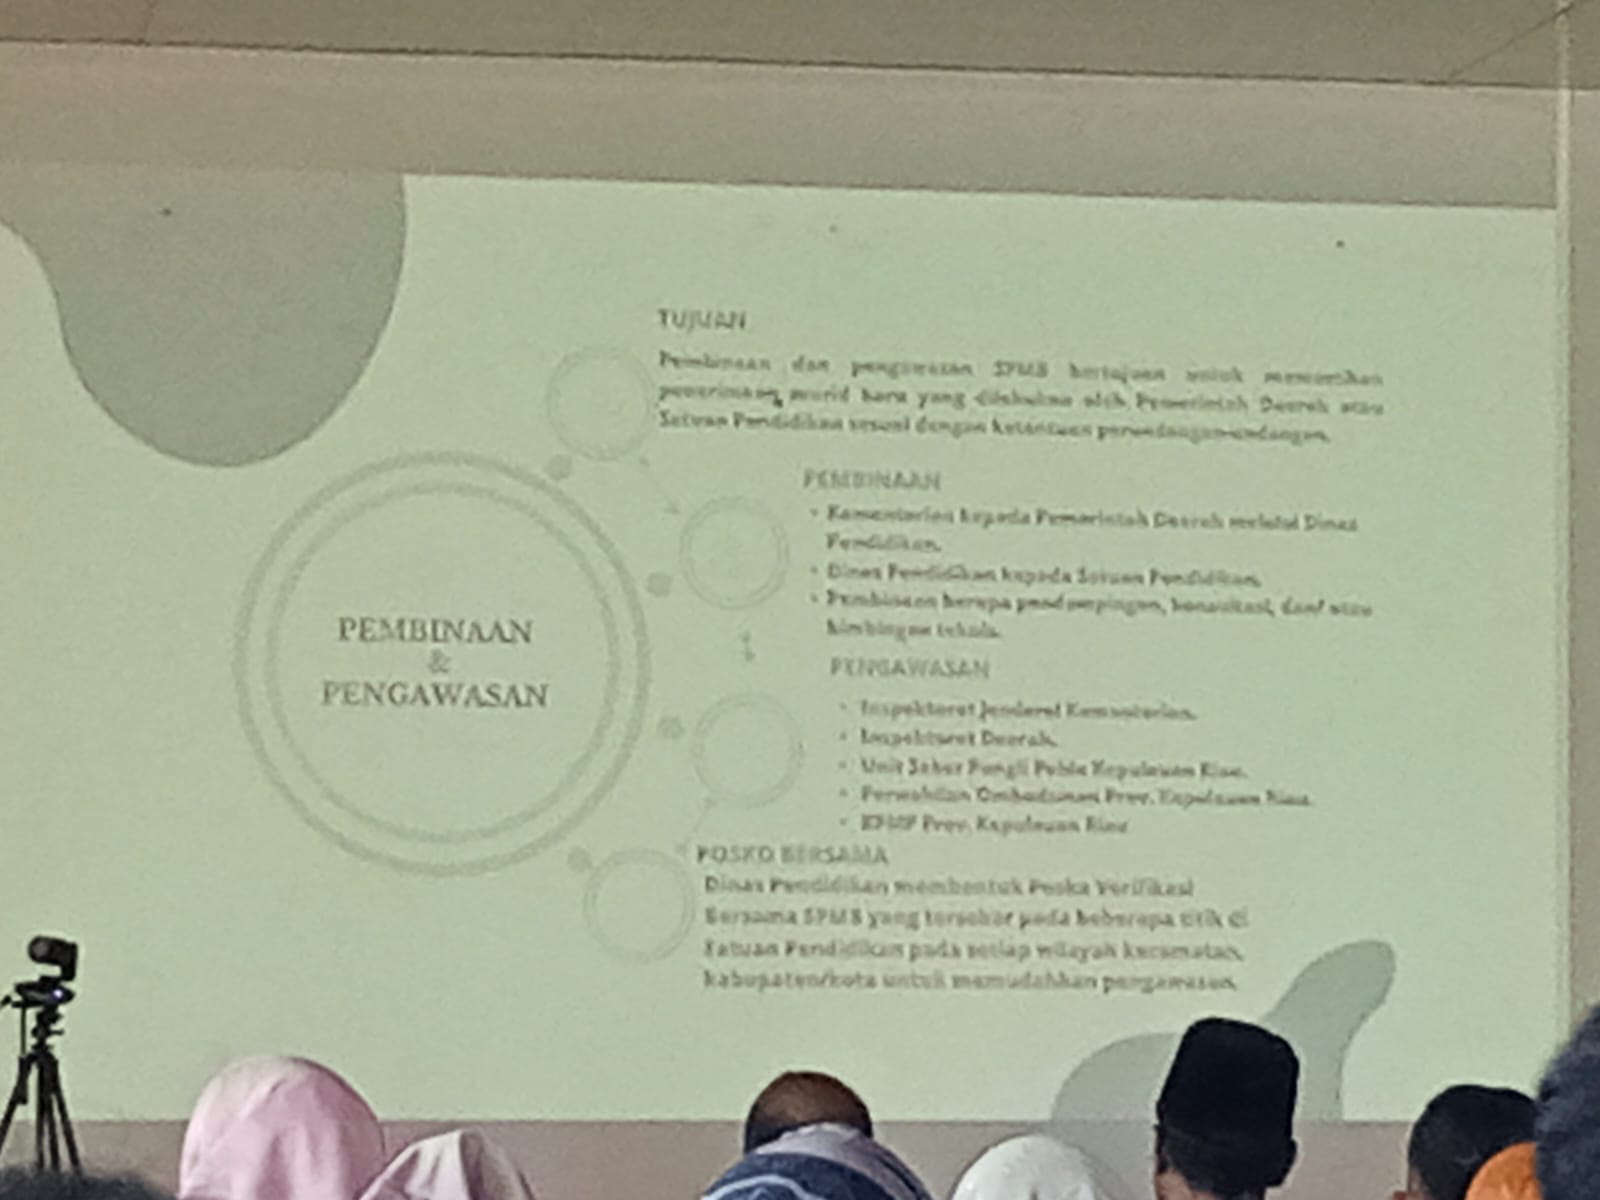 TUJUAN
Pembinaan dan pengawasan SPMB bertujuan untuk memastikan
penerimaan murid baru yang dilakukan oleh Pemerintah Daerah atau
Satuan Pendidikan sesuai dengan ketentuan perundangan-undangan.
PEMBINAAN
&
PENGAWASAN
PEMBINAAN
• Kementerian kepada Pemerintah Daerah melalui Dinas
Pendidikan.
• Dinas Pendidikan kepada Satuan Pendidikan.
• Pembinaan berupa pendampingan, konsultasi, dan/ atau
bimbingan teknis.
PENGAWASAN
• Inspektorat Jenderal Kementerian.
• Inspektorat Daerah.
• Unit Saber Pungli Kepulauan Riau.
• Perwakilan Ombudsman Prov. Kepulauan Riau.
• Prov. Kepulauan Riau
POSKO BERSAMA
Dinas Pendidikan membentuk Posko Verifikasi
Bersama SPMB yang tersebar pada beberapa titik di
Satuan Pendidikan pada setiap wilayah kecamatan,
kabupaten/kota untuk memudahkan pengawasan.